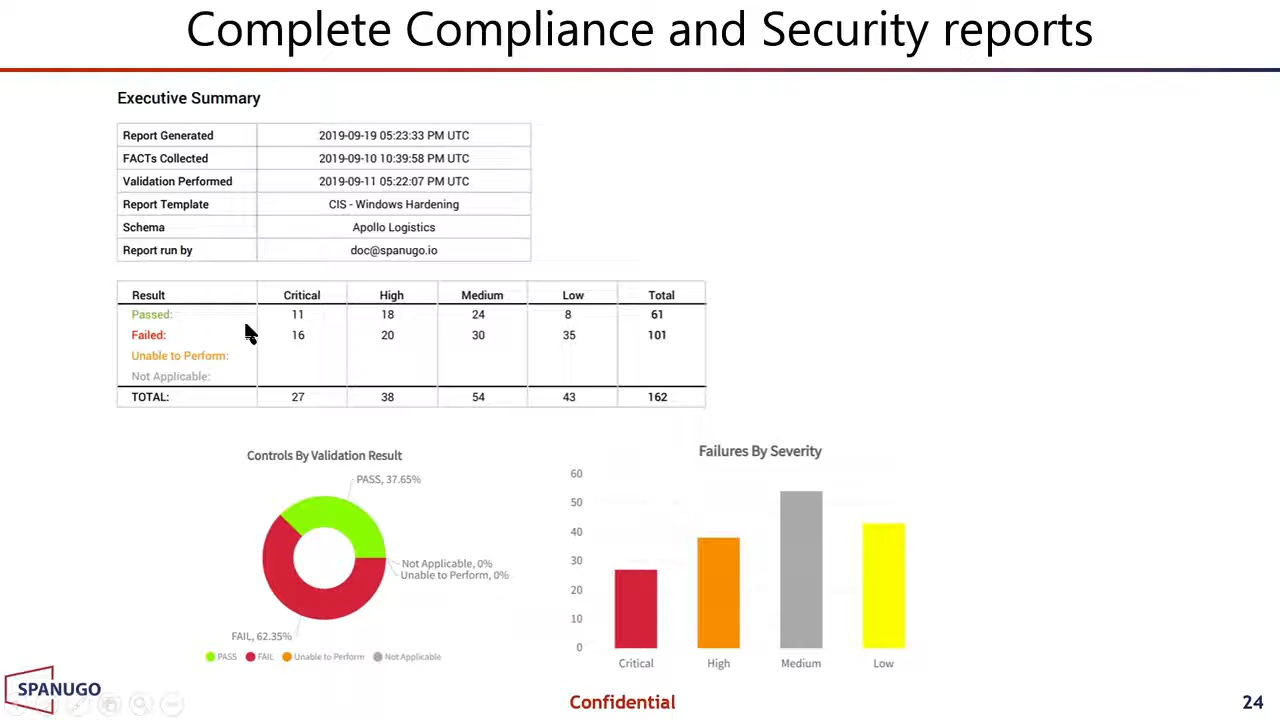 Complete Compliance and Security reports
Executive Summary
Report Generated 2019-09-19 05:23:33 PM UTC
FACTs Collected 2019-09-10 10:39:58 PM UTC
Validation Performed 2019-09-11 05:22:07 PM UTC
Report Template CIS - Windows Hardening
Schema Apollo Logistics
Report run by doc@spanugo.io
Result Critical High Medium Low Total
Passed: 11 18 24 8 61
Failed: 16 20 30 35 101
Unable to Perform:
Not Applicable:
TOTAL: 27 38 54 43 162
Controls By Validation Result
PASS, 37.65%
Not Applicable, 0%
Unable to Perform, 0%
FAIL, 62.35%
PASS FAIL Unable to Perform Not Applicable
Failures By Severity
60
50
40
30
20
10
0
Critical High Medium Low
SPANUGO
Confidential
24